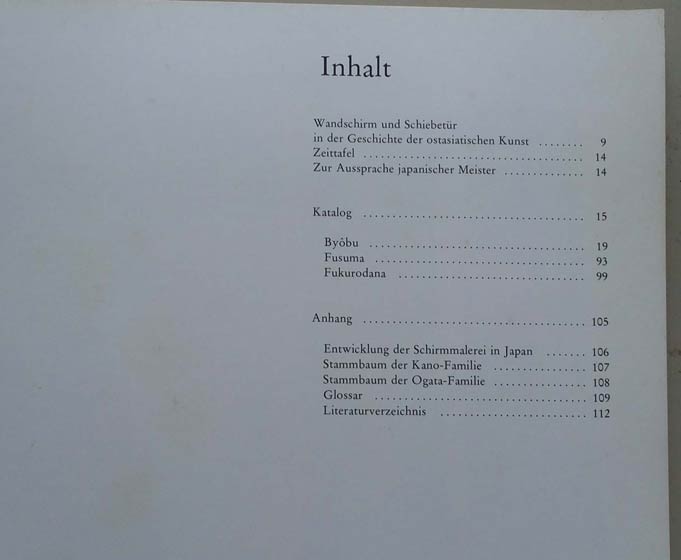 Inhalt
Wandschirm und Schiebetür
in der Geschichte der ostasiatischen Kunst ........ 9
Zeittafel ...................................... 14
Zur Aussprache japanischer Meister .............. 14
Katalog ...................................... 15
Byôbu ..................................... 19
Fusuma .................................... 93
Fukurodana ................................ 99
Anhang ...................................... 105
Entwicklung der Schirmmalerei in Japan ....... 106
Stammbaum der Kano-Familie ................. 107
Stammbaum der Ogata-Familie ................ 108
Glossar .................................... 109
Literaturverzeichnis ......................... 112